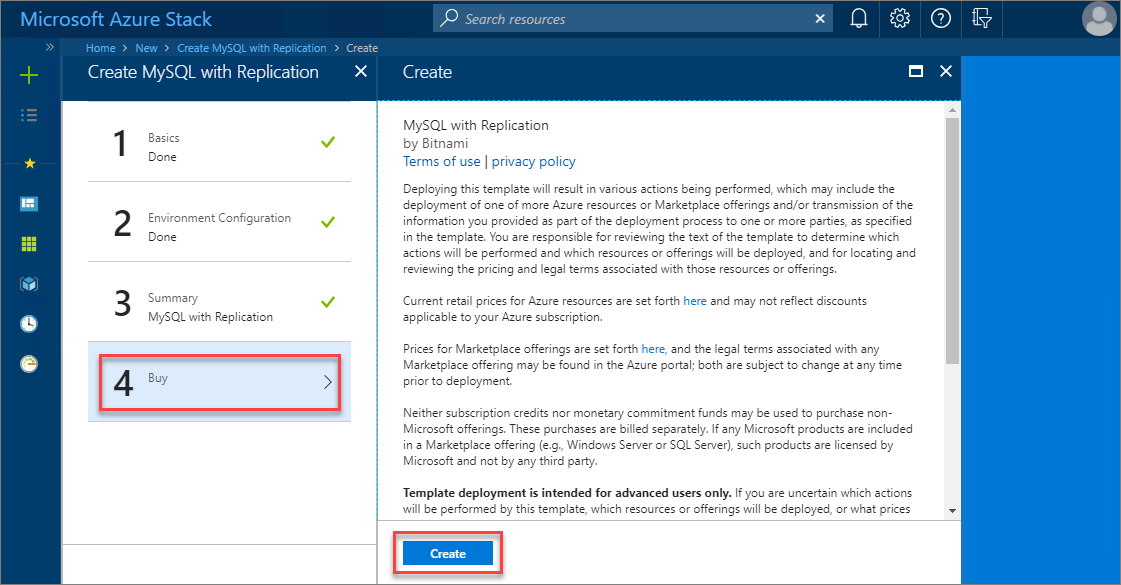 Microsoft Azure Stack
Search resources
Home > New > Create MySQL with Replication > Create
Create MySQL with Replication
1
Basics
Done
2
Environment Configuration
Done
3
Summary
MySQL with Replication
4
Buy
Create
MySQL with Replication
by Bitnami
Terms of use | privacy policy
Deploying this template will result in various actions being performed, which may include the
deployment of one or more Azure resources or Marketplace offerings and/or transmission of the
information you provided as part of the deployment process to one or more parties, as specified
in the template. You are responsible for reviewing the text of the template to determine which
actions will be performed and which resources or offerings will be deployed, and for locating and
reviewing the pricing and legal terms associated with those resources or offerings.
Current retail prices for Azure resources are set forth here and may not reflect discounts
applicable to your Azure subscription.
Prices for Marketplace offerings are set forth here, and the legal terms associated with any
Marketplace offering may be found in the Azure portal; both are subject to change at any time
prior to deployment.
Neither subscription credits nor monetary commitment funds may be used to purchase non-
Microsoft offerings. These purchases are billed separately. If any Microsoft products are included
in a Marketplace offering (e.g., Windows Server or SQL Server), such products are licensed by
Microsoft and not by any third party.
Template deployment is intended for advanced users only. If you are uncertain which actions
will be performed by this template, which resources or offerings will be deployed, or what prices
Create